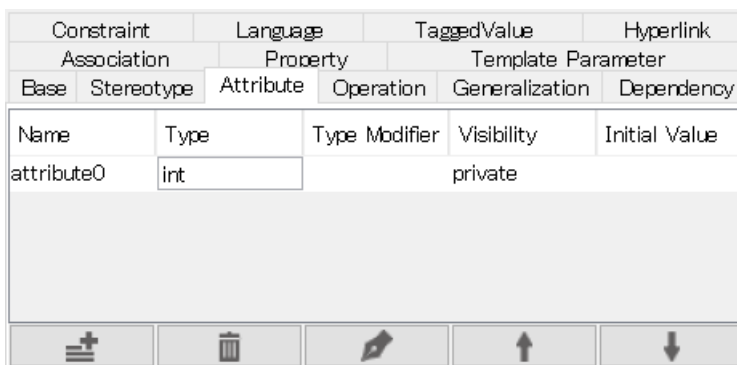 Constraint Language TaggedValue Hyperlink
Association Property Template Parameter
Base Stereotype Attribute Operation Generalization Dependency
Name Type Type Modifier Visibility Initial Value
attribute0 int private